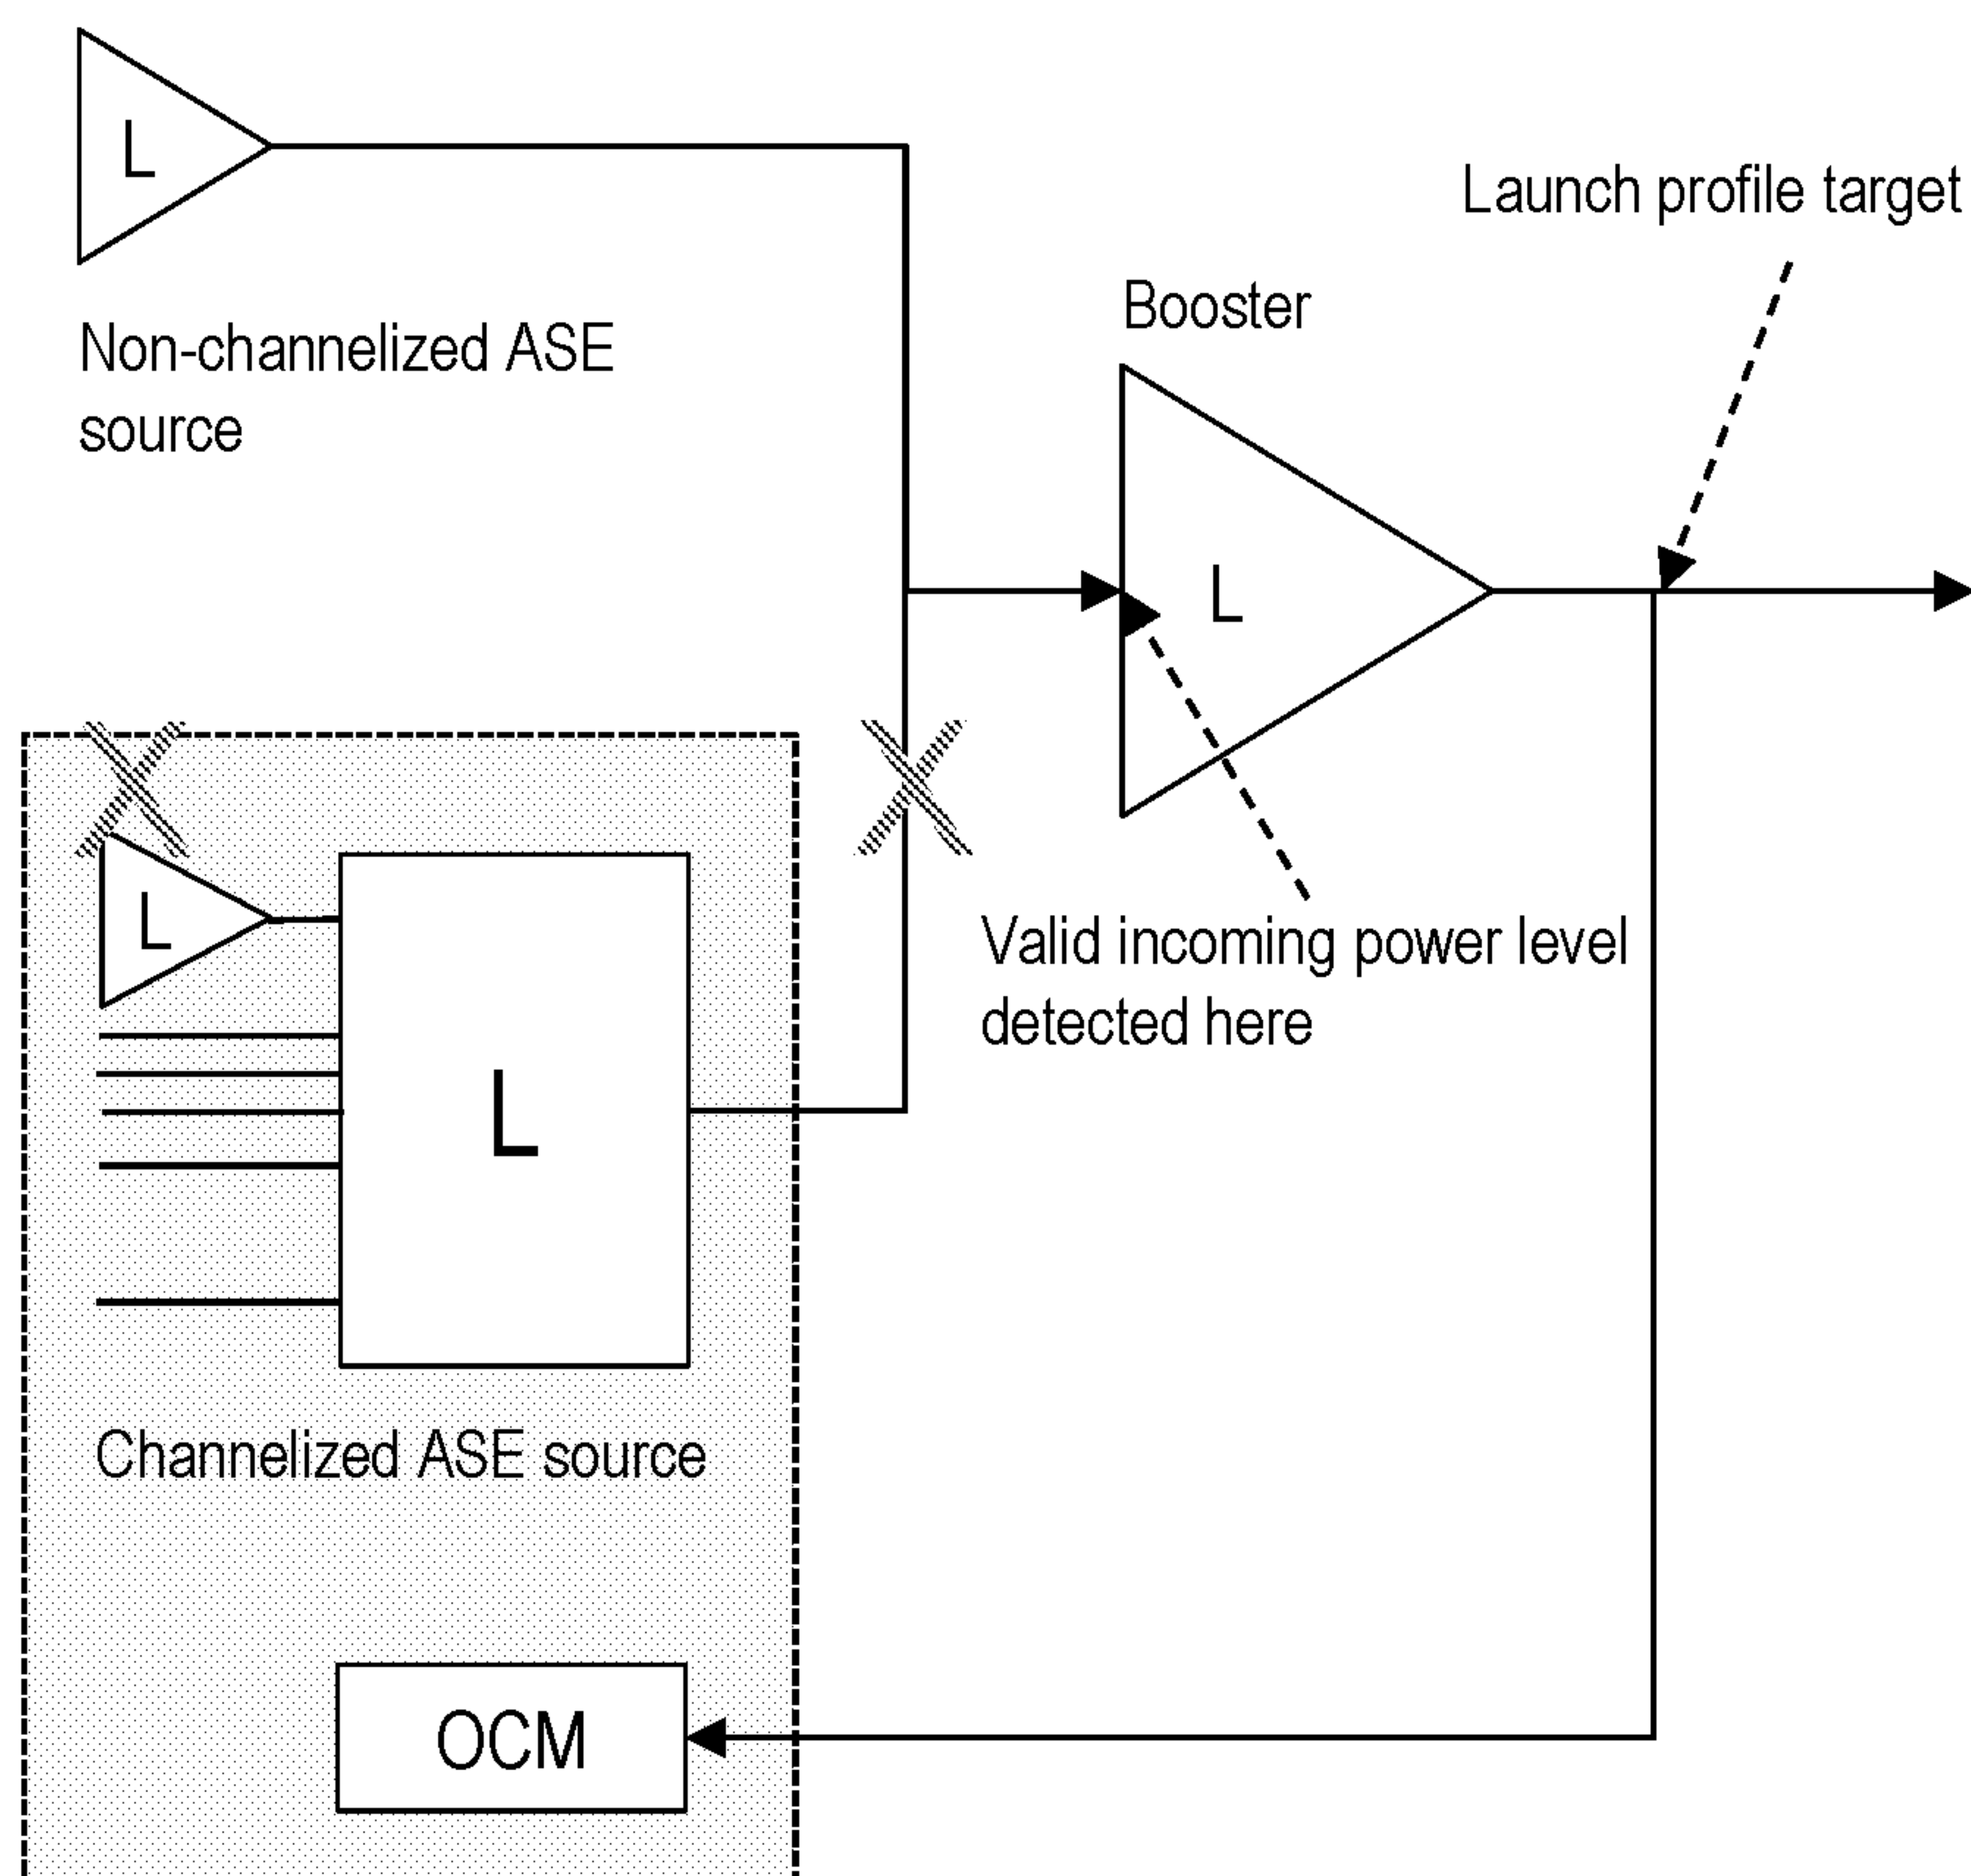 L
Non-channelized ASE
source
Launch profile target
Booster
L
Valid incoming power level
detected here
L
L
Channelized ASE source
OCM